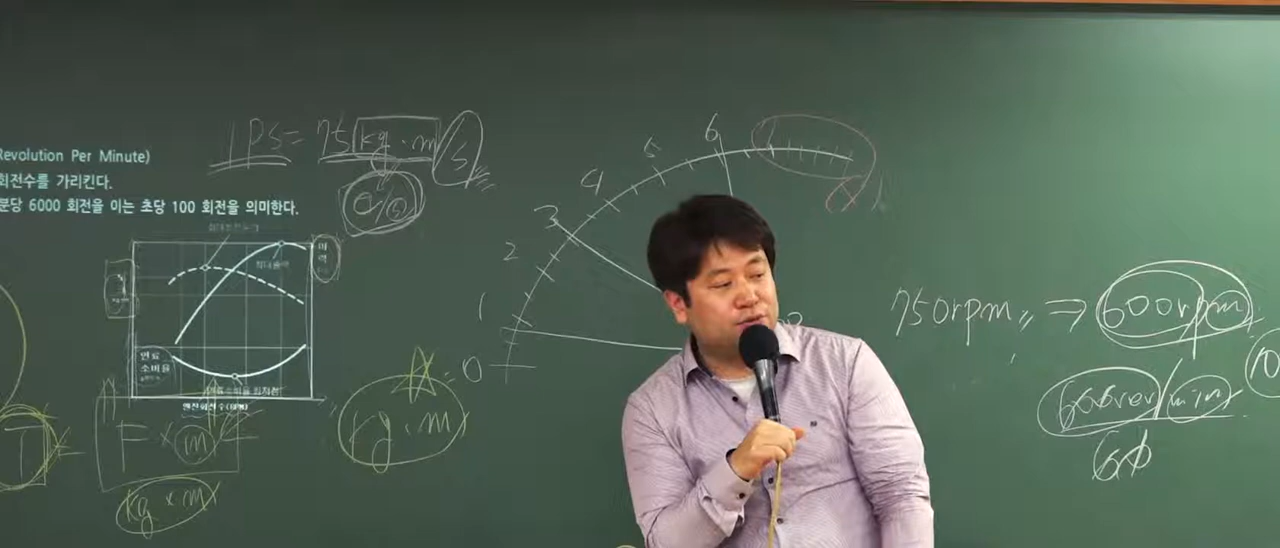 Revolution Per Minute)
회전수를 가리킨다.
분당 6000 회전을 이는 초당 100 회전을 의미한다.
1PS = 75 kg·m/s
연료
소비율
엔진회전수(RPM)
F × m
kg × m
T
kg·m
0
1
2
3
4
5
6
750rpm ⇒ 600rpm
600rev/min
60
10